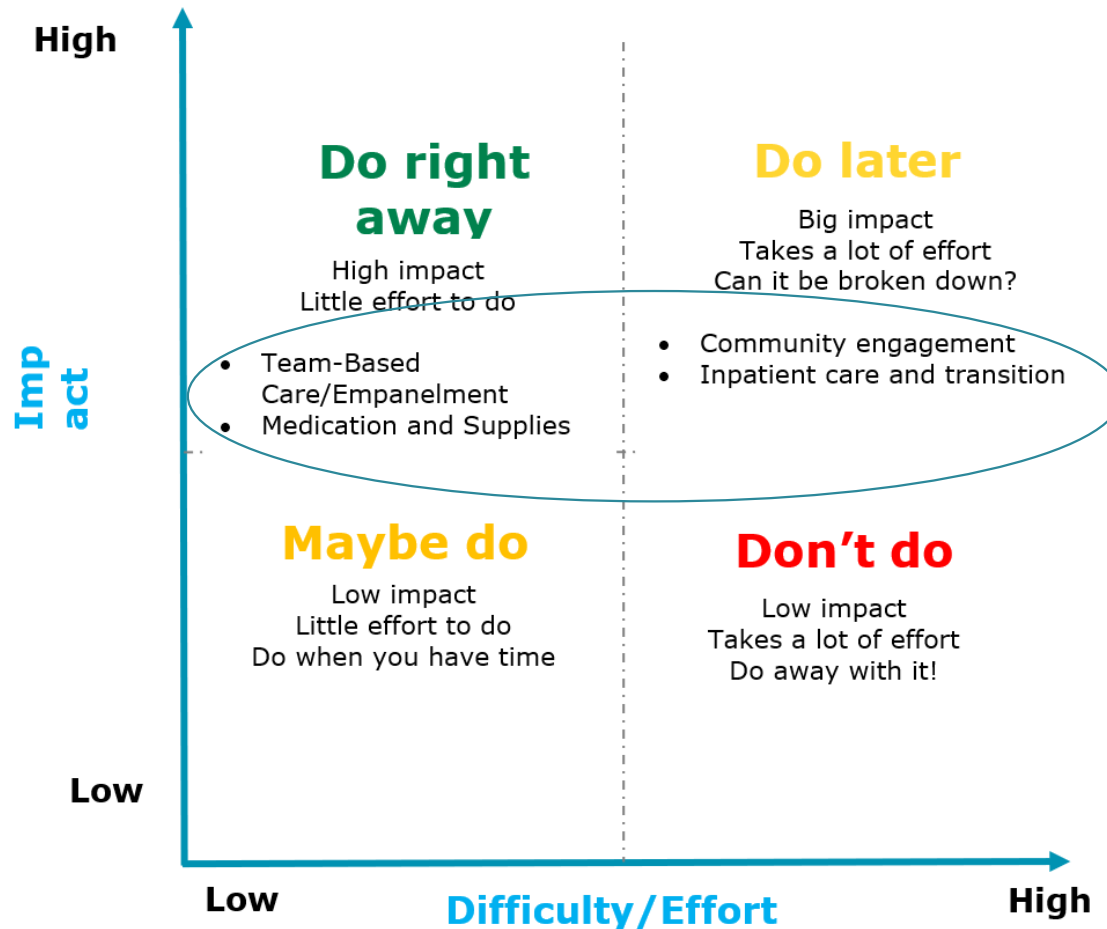 High
Do right
away
High impact
Little effort to do
• Team-Based
Care/Empanelment
• Medication and Supplies
Do later
Big impact
Takes a lot of effort
Can it be broken down?
• Community engagement
• Inpatient care and transition
Imp
act
Maybe do
Low impact
Little effort to do
Do when you have time
Don’t do
Low impact
Takes a lot of effort
Do away with it!
Low
Low
Difficulty/Effort
High